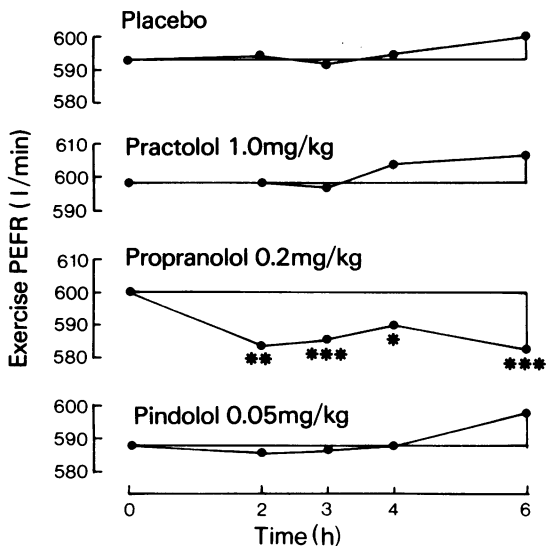 Placebo
600
590
580
Practolol 1.0mg/kg
610
600
590
Propranolol 0.2mg/kg
610
600
590
580
** *** * ***
Pindolol 0.05mg/kg
600
590
580
Exercise PEFR (l/min)
0 2 3 4 6
Time (h)